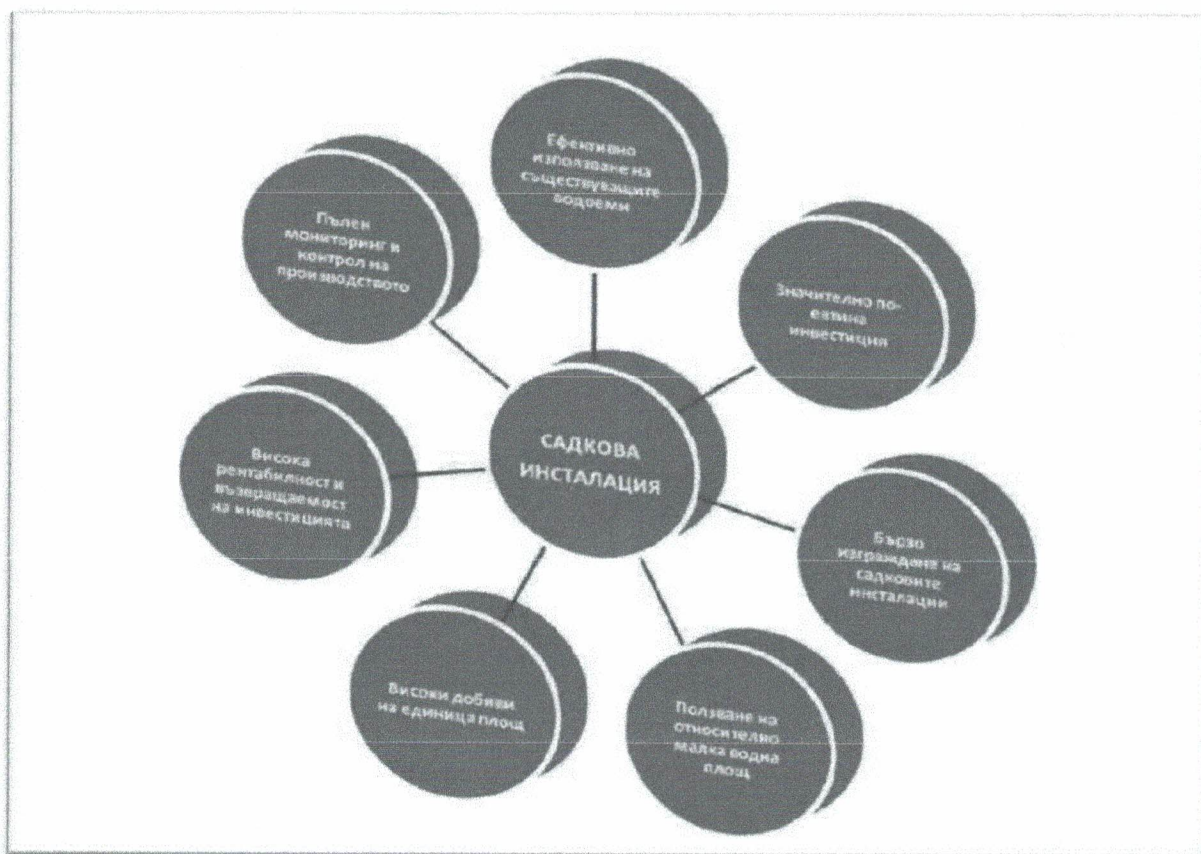 Ефективно
използване на
съществуващите
водоеми
Значително по-
евтина
инвестиция
Бързо
изграждане на
садковите
инсталации
Ползване на
относително
малка водна
площ
Високи добиви
на единица площ
Висока
рентабилност и
възвращаемост
на инвестицията
Пълен
мониторинг и
контрол на
производството
САДКОВА
ИНСТАЛАЦИЯ